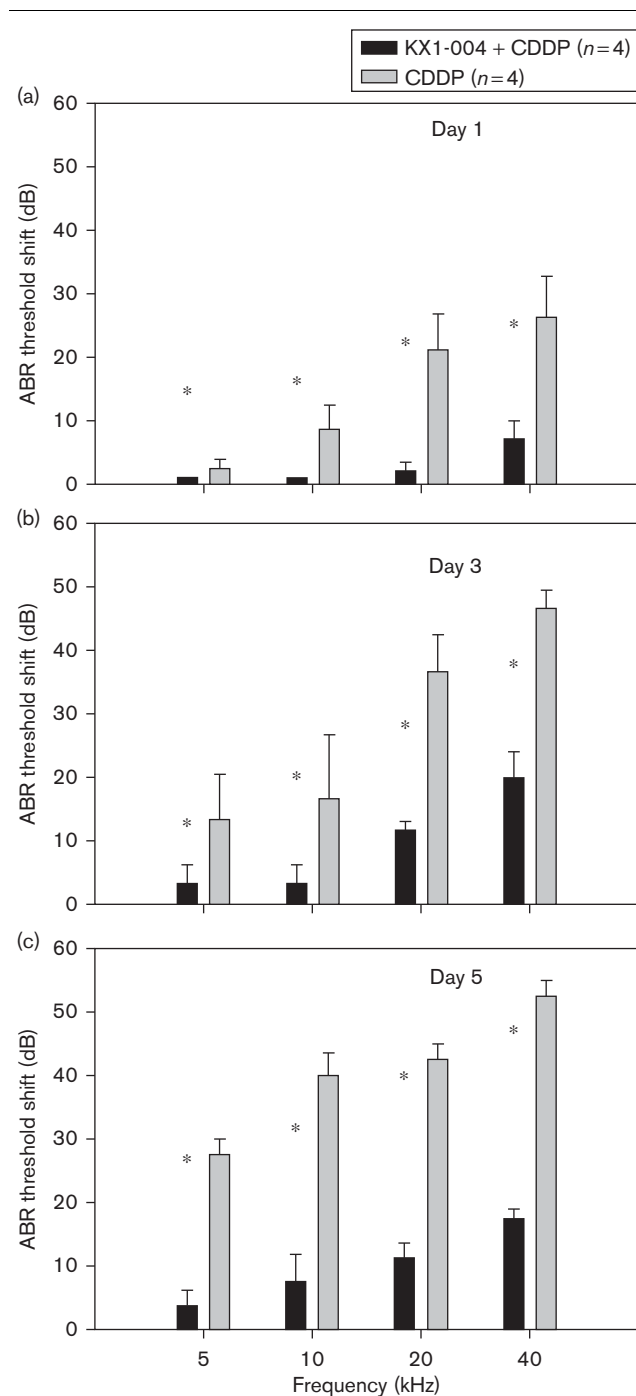 KX1-004 + CDDP (n=4)
CDDP (n=4)
(a)
60
50
40
30
20
10
0
ABR threshold shift (dB)
Day 1
*
*
*
*
(b)
60
50
40
30
20
10
0
ABR threshold shift (dB)
Day 3
*
*
*
*
(c)
60
50
40
30
20
10
0
ABR threshold shift (dB)
Day 5
*
*
*
*
5 10 20 40
Frequency (kHz)